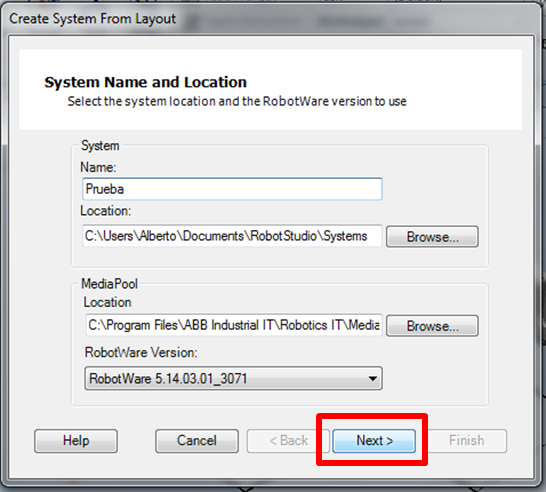 Create System From Layout
System Name and Location
Select the system location and the RobotWare version to use
System
Name:
Prueba
Location:
C:\Users\Alberto\Documents\RobotStudio\Systems
Browse...
MediaPool
Location
C:\Program Files\ABB Industrial IT\Robotics IT\Media
Browse...
RobotWare Version:
RobotWare 5.14.03.01_3071
Help Cancel < Back Next > Finish